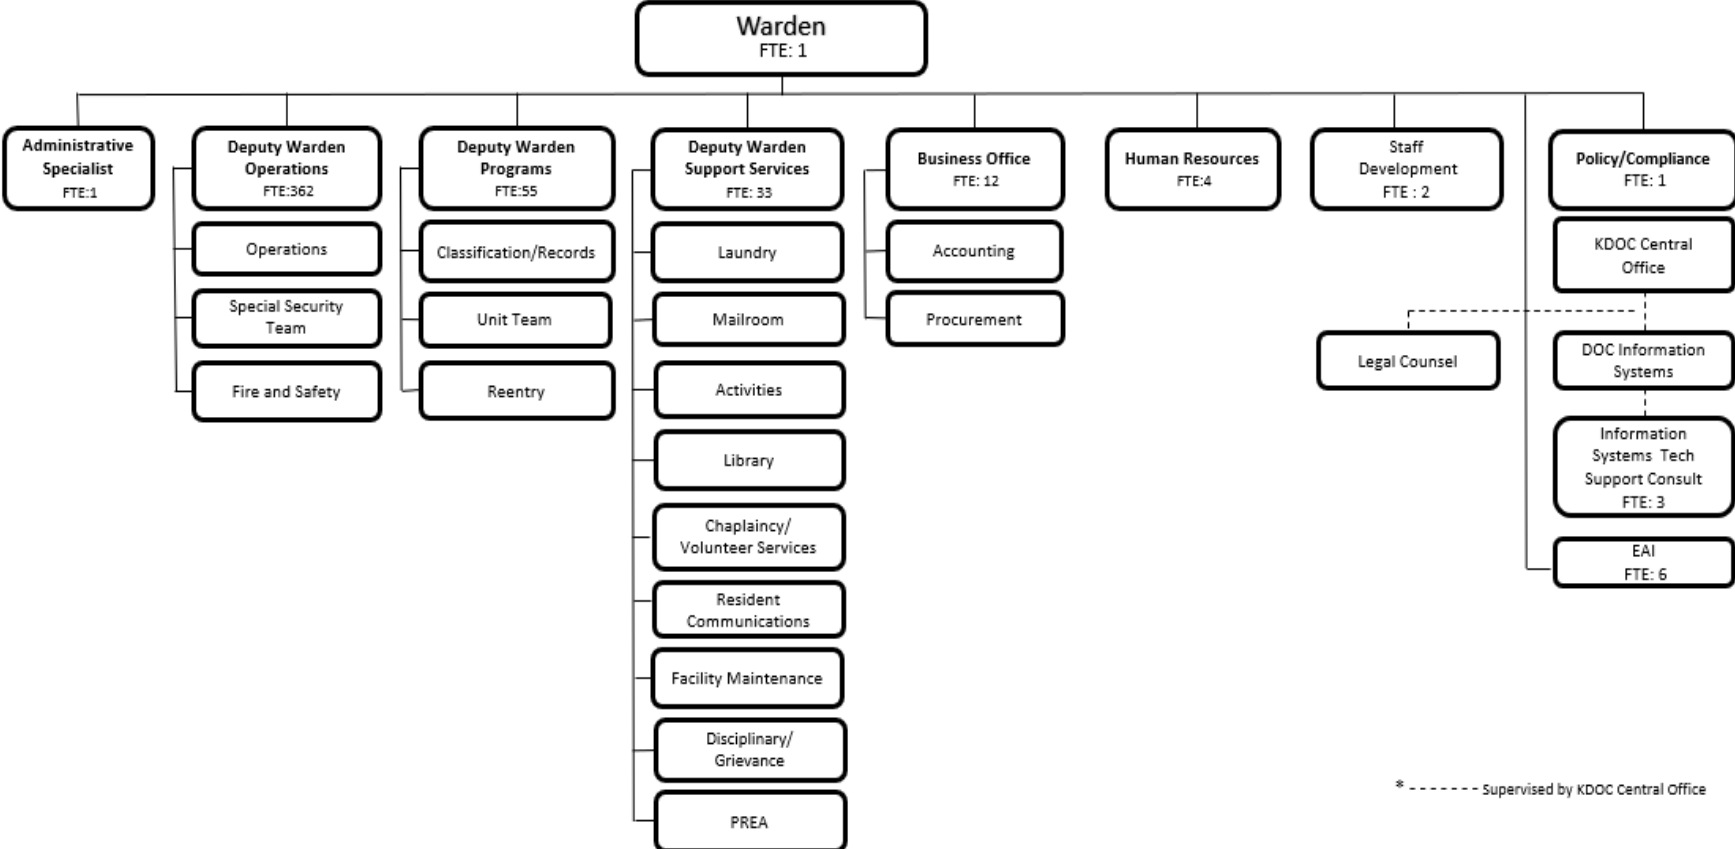 Warden
FTE: 1
Administrative
Specialist
FTE:1
Deputy Warden
Operations
FTE:362
Operations
Special Security
Team
Fire and Safety
Deputy Warden
Programs
FTE:55
Classification/Records
Unit Team
Reentry
Deputy Warden
Support Services
FTE: 33
Laundry
Mailroom
Activities
Library
Chaplaincy/
Volunteer Services
Resident
Communications
Facility Maintenance
Disciplinary/
Grievance
PREA
Business Office
FTE: 12
Accounting
Procurement
Human Resources
FTE:4
Staff
Development
FTE : 2
Policy/Compliance
FTE: 1
KDOC Central
Office
Legal Counsel
DOC Information
Systems
Information
Systems Tech
Support Consult
FTE: 3
EAI
FTE: 6
* - - - - - - - Supervised by KDOC Central Office